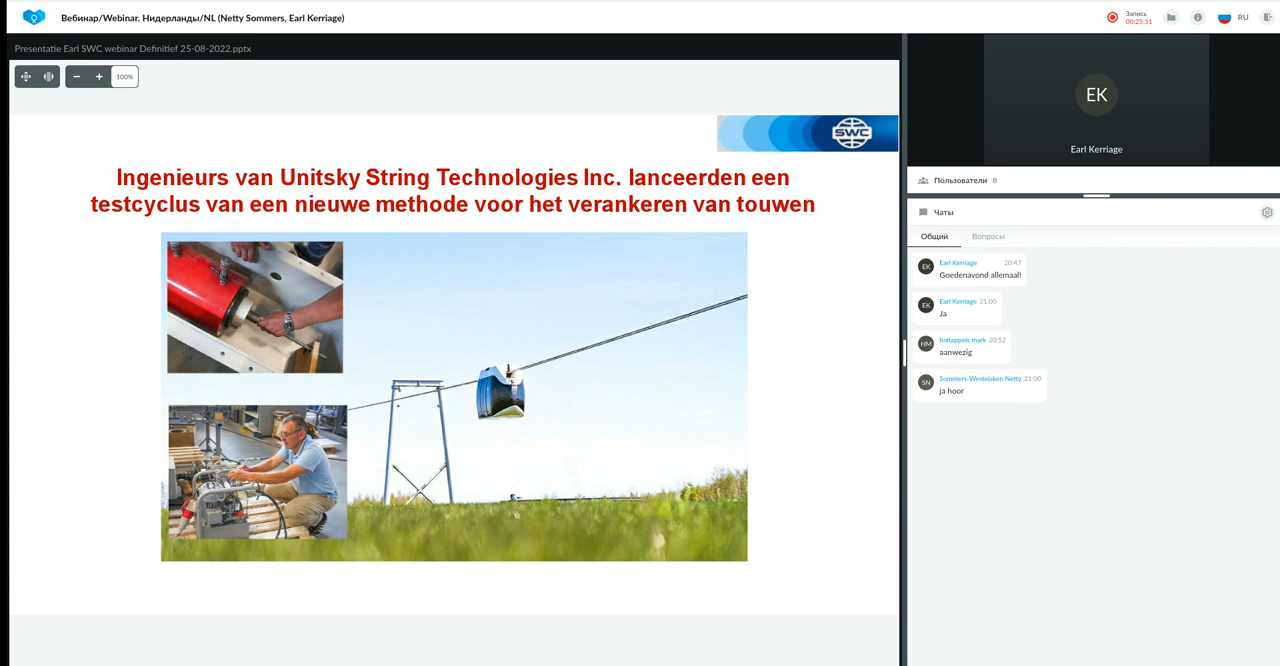 Вебинар/Webinar. Нидерланды/NL (Netty Sommers, Earl Kerriage)
Запись
00:25:51
RU
Presentatie Earl SWC webinar Definitief 25-08-2022.pptx
100%
SWC
Ingenieurs van Unitsky String Technologies Inc. lanceerden een
testcyclus van een nieuwe methode voor het verankeren van touwen
EK
Earl Kerriage
Пользователи 8
Чаты
Общий Вопросы
EK
Earl Kerriage 20:47
Goedenavond allemaal!
EK
Earl Kerriage 21:00
Ja
HM
holtappels mark 20:52
aanwezig
SN
Sommers-Westelaken Netty 21:00
ja hoor